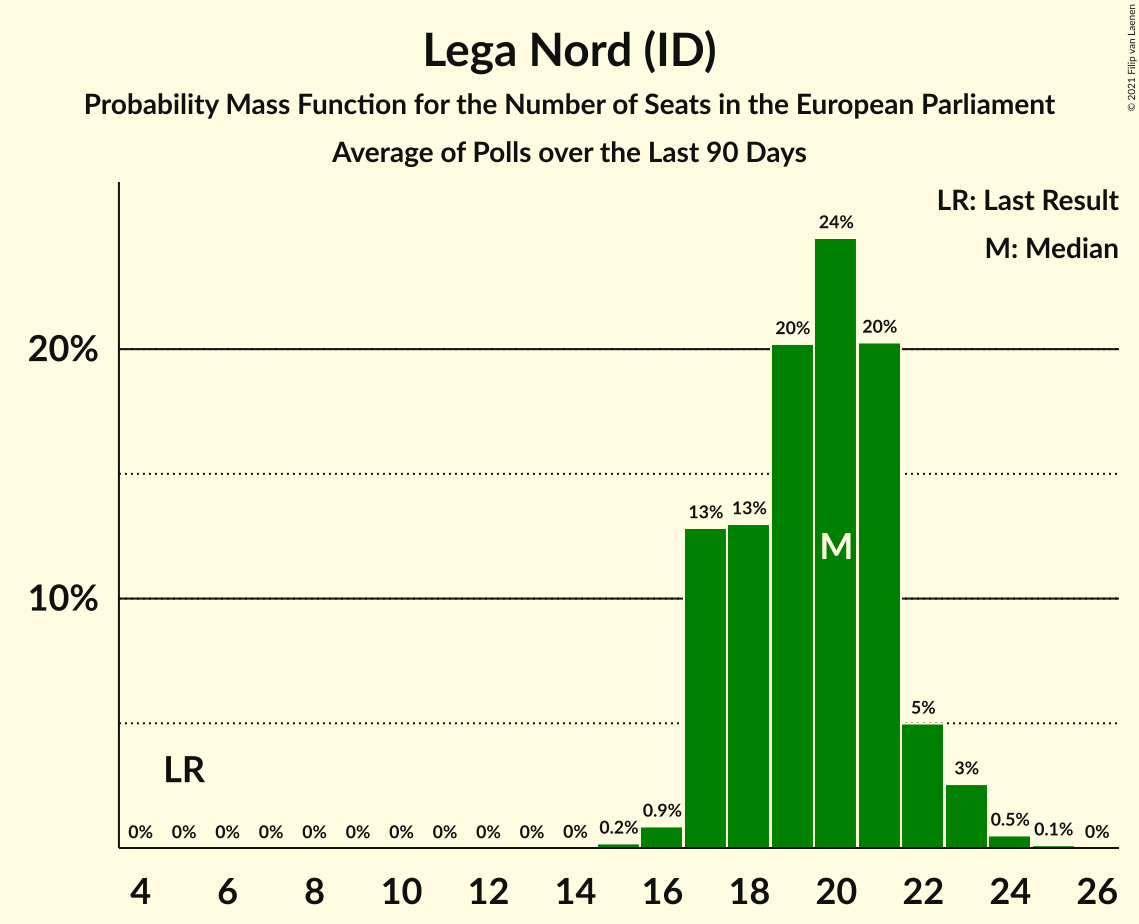 Lega Nord (ID)
Probability Mass Function for the Number of Seats in the European Parliament
Average of Polls over the Last 90 Days
© 2021 Filip van Laenen
LR: Last Result
M: Median
24%
20%
20%
20%
13%
13%
M
10%
5%
LR
3%
0.9%
0% 0% 0% 0% 0% 0% 0% 0% 0% 0% 0% 0.2% 0.5% 0.1% 0%
4 6 8 10 12 14 16 18 20 22 24 26